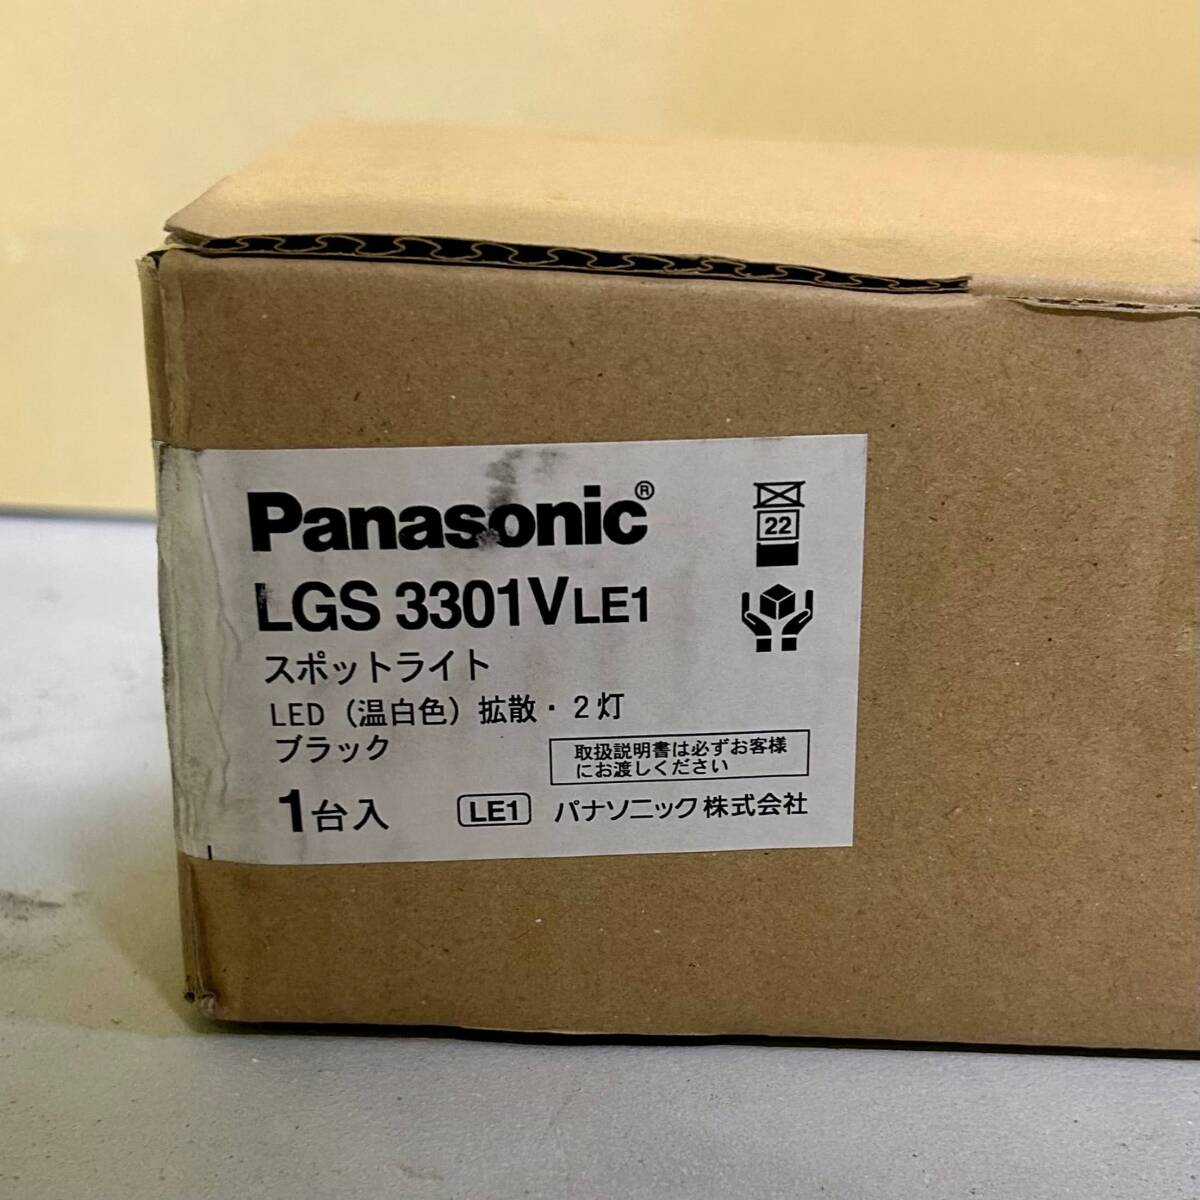 Panasonic®
22
LGS 3301VLE1
スポットライト
LED（温白色）拡散・２灯
ブラック
取扱説明書は必ずお客様
にお渡しください
1台入
LE1 パナソニック株式会社